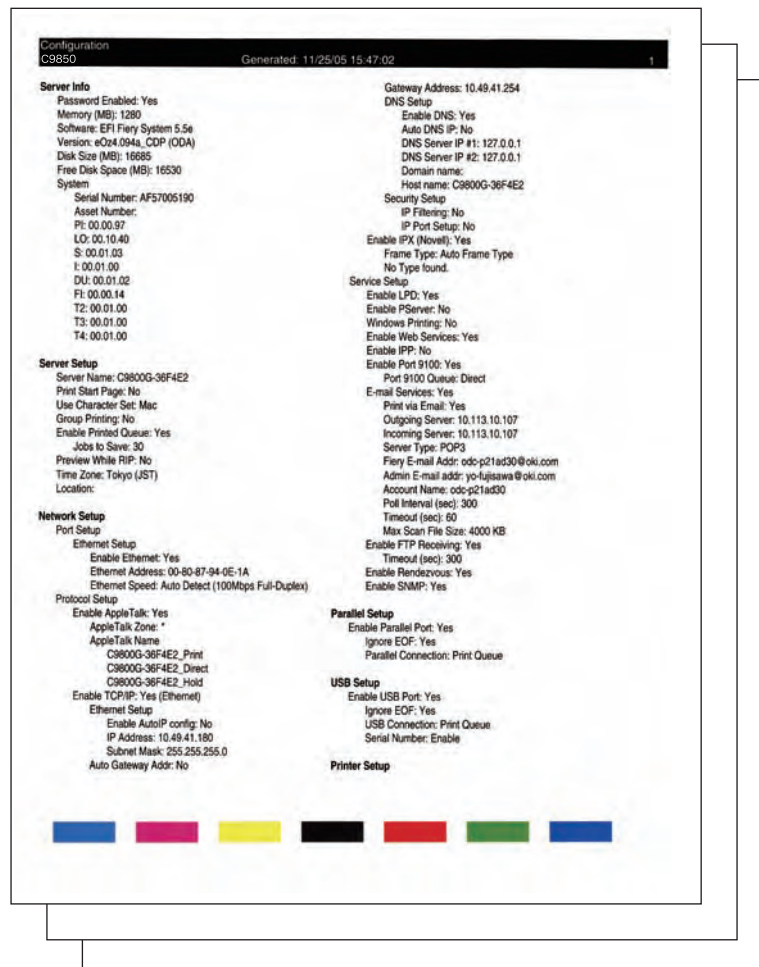 Configuration
C9850 Generated: 11/25/05 15:47:02 1
Server Info
Password Enabled: Yes
Memory (MB): 1280
Software: EFI Fiery System 5.5e
Version: eOz4.094a_CDP (ODA)
Disk Size (MB): 16685
Free Disk Space (MB): 16530
System
Serial Number: AF57005190
Asset Number:
PI: 00.00.97
LO: 00.10.40
S: 00.01.03
I: 00.01.00
DU: 00.01.02
FI: 00.00.14
T2: 00.01.00
T3: 00.01.00
T4: 00.01.00
Server Setup
Server Name: C9800G-36F4E2
Print Start Page: No
Use Character Set: Mac
Group Printing: No
Enable Printed Queue: Yes
Jobs to Save: 30
Preview While RIP: No
Time Zone: Tokyo (JST)
Location:
Network Setup
Port Setup
Ethernet Setup
Enable Ethernet: Yes
Ethernet Address: 00-80-87-94-0E-1A
Ethernet Speed: Auto Detect (100Mbps Full-Duplex)
Protocol Setup
Enable AppleTalk: Yes
AppleTalk Zone: *
AppleTalk Name
C9800G-36F4E2_Print
C9800G-36F4E2_Direct
C9800G-36F4E2_Hold
Enable TCP/IP: Yes (Ethernet)
Ethernet Setup
Enable AutoIP config: No
IP Address: 10.49.41.180
Subnet Mask: 255.255.255.0
Auto Gateway Addr: No
Gateway Address: 10.49.41.254
DNS Setup
Enable DNS: Yes
Auto DNS IP: No
DNS Server IP #1: 127.0.0.1
DNS Server IP #2: 127.0.0.1
Domain name:
Host name: C9800G-36F4E2
Security Setup
IP Filtering: No
IP Port Setup: No
Enable IPX (Novell): Yes
Frame Type: Auto Frame Type
No Type found.
Service Setup
Enable LPD: Yes
Enable PServer: No
Windows Printing: No
Enable Web Services: Yes
Enable IPP: No
Enable Port 9100: Yes
Port 9100 Queue: Direct
E-mail Services: Yes
Print via Email: Yes
Outgoing Server: 10.113.10.107
Incoming Server: 10.113.10.107
Server Type: POP3
Fiery E-mail Addr: odc-p21ad30@oki.com
Admin E-mail addr: yo-fujisawa@oki.com
Account Name: odc-p21ad30
Poll Interval (sec): 300
Timeout (sec): 60
Max Scan File Size: 4000 KB
Enable FTP Receiving: Yes
Timeout (sec): 300
Enable Rendezvous: Yes
Enable SNMP: Yes
Parallel Setup
Enable Parallel Port: Yes
Ignore EOF: Yes
Parallel Connection: Print Queue
USB Setup
Enable USB Port: Yes
Ignore EOF: Yes
USB Connection: Print Queue
Serial Number: Enable
Printer Setup